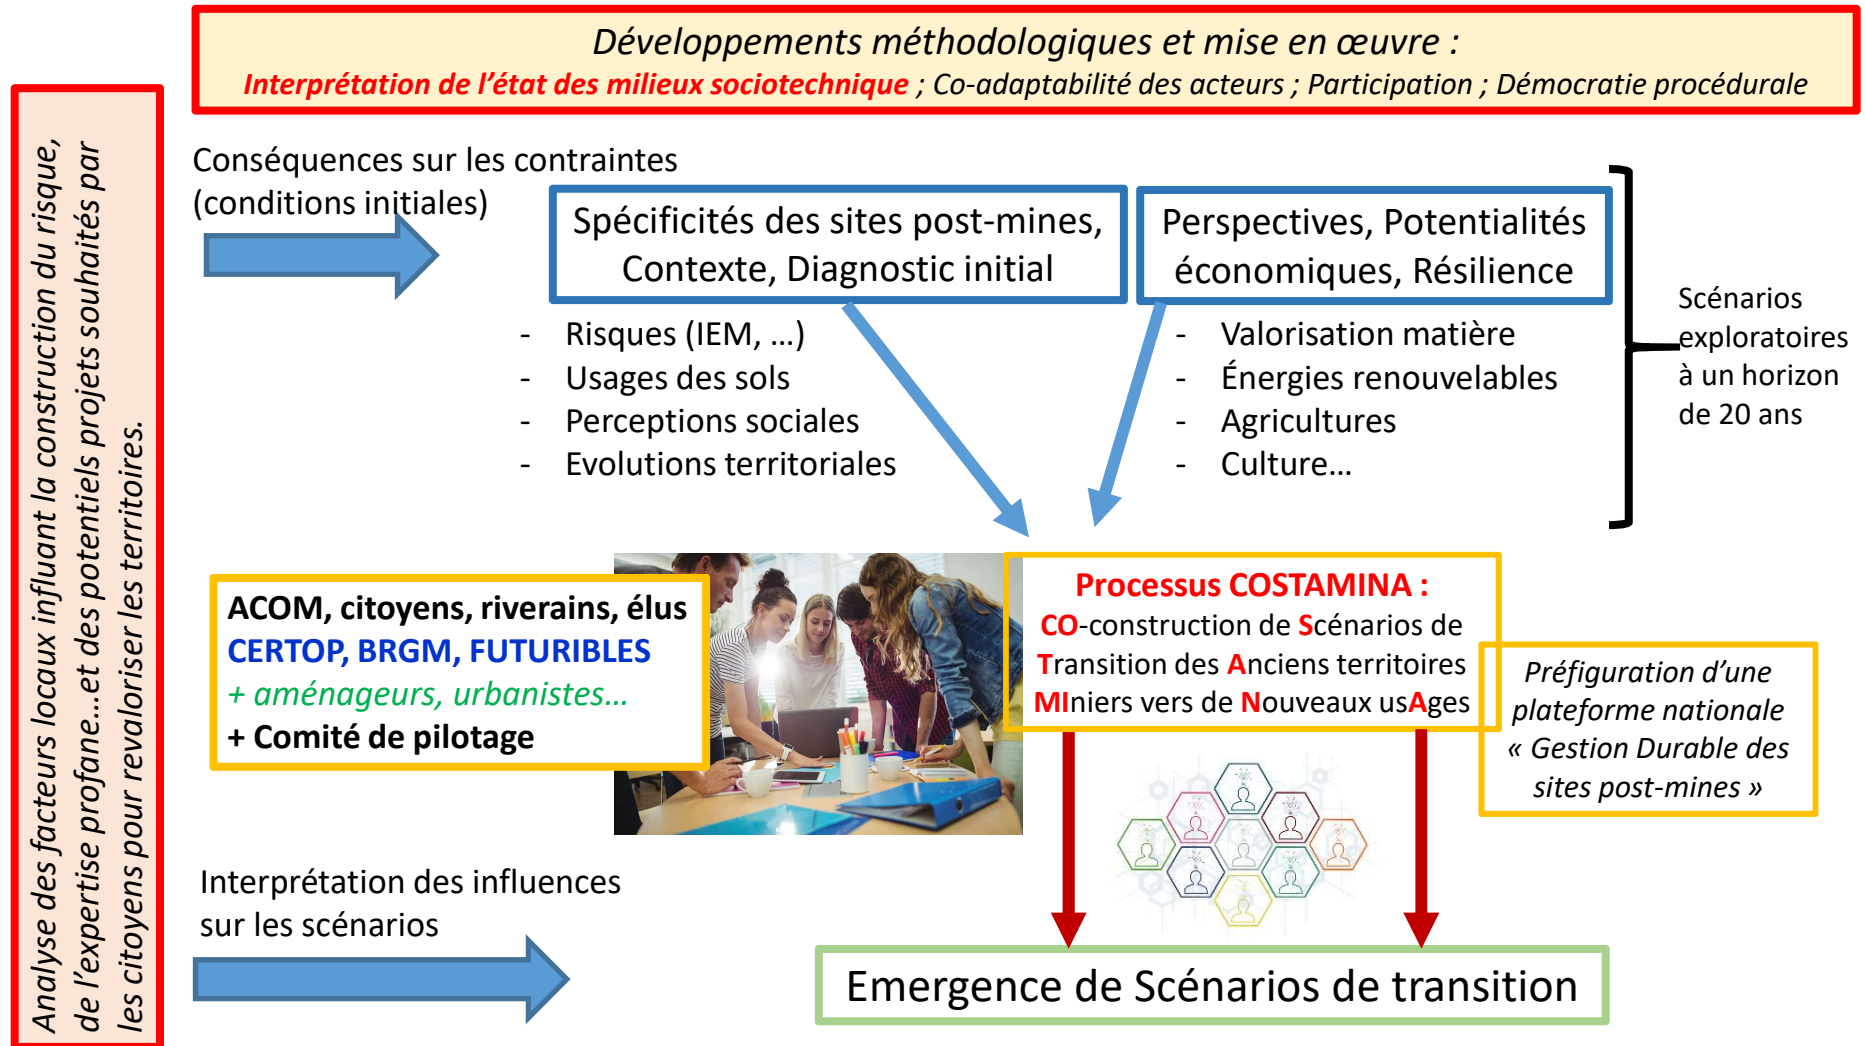 Développements méthodologiques et mise en œuvre :
Interprétation de l’état des milieux sociotechnique ; Co-adaptabilité des acteurs ; Participation ; Démocratie procédurale
Analyse des facteurs locaux influant la construction du risque,
de l’expertise profane...et des potentiels projets souhaités par
les citoyens pour revaloriser les territoires.
Conséquences sur les contraintes
(conditions initiales)
Spécificités des sites post-mines,
Contexte, Diagnostic initial
- Risques (IEM, ...)
- Usages des sols
- Perceptions sociales
- Evolutions territoriales
Perspectives, Potentialités
économiques, Résilience
- Valorisation matière
- Énergies renouvelables
- Agricultures
- Culture...
Scénarios
exploratoires
à un horizon
de 20 ans
ACOM, citoyens, riverains, élus
CERTOP, BRGM, FUTURIBLES
+ aménageurs, urbanistes...
+ Comité de pilotage
Processus COSTAMINA :
CO-construction de Scénarios de
Transition des Anciens territoires
MIniers vers de Nouveaux usAges
Préfiguration d’une
plateforme nationale
« Gestion Durable des
sites post-mines »
Interprétation des influences
sur les scénarios
Emergence de Scénarios de transition